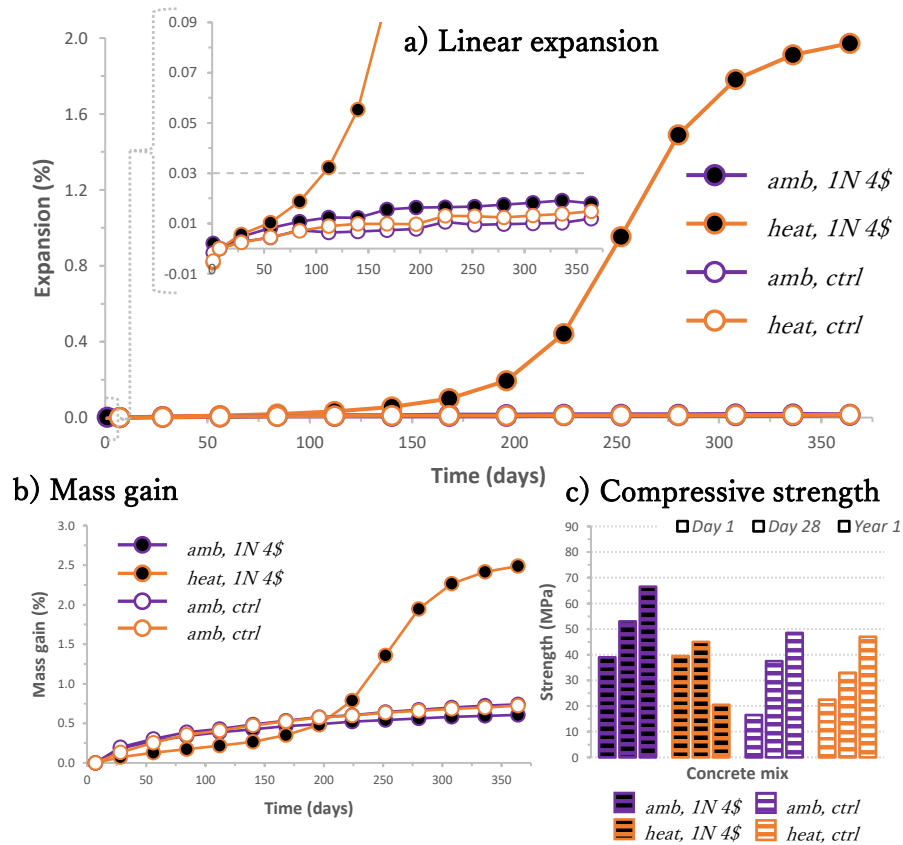 a) Linear expansion
Expansion (%)
2.0
1.6
1.2
0.8
0.4
0.0
0.09
0.07
0.05
0.03
0.01
-0.01
0 50 100 150 200 250 300 350
amb, 1N 4$
heat, 1N 4$
amb, ctrl
heat, ctrl
0 50 100 150 200 250 300 350
Time (days)
b) Mass gain
Mass gain (%)
3.0
2.5
2.0
1.5
1.0
0.5
0.0
amb, 1N 4$
heat, 1N 4$
amb, ctrl
amb, ctrl
0 50 100 150 200 250 300 350
Time (days)
c) Compressive strength
Strength (MPa)
90
80
70
60
50
40
30
20
10
0
Day 1 Day 28 Year 1
Concrete mix
amb, 1N 4$ amb, ctrl
heat, 1N 4$ heat, ctrl